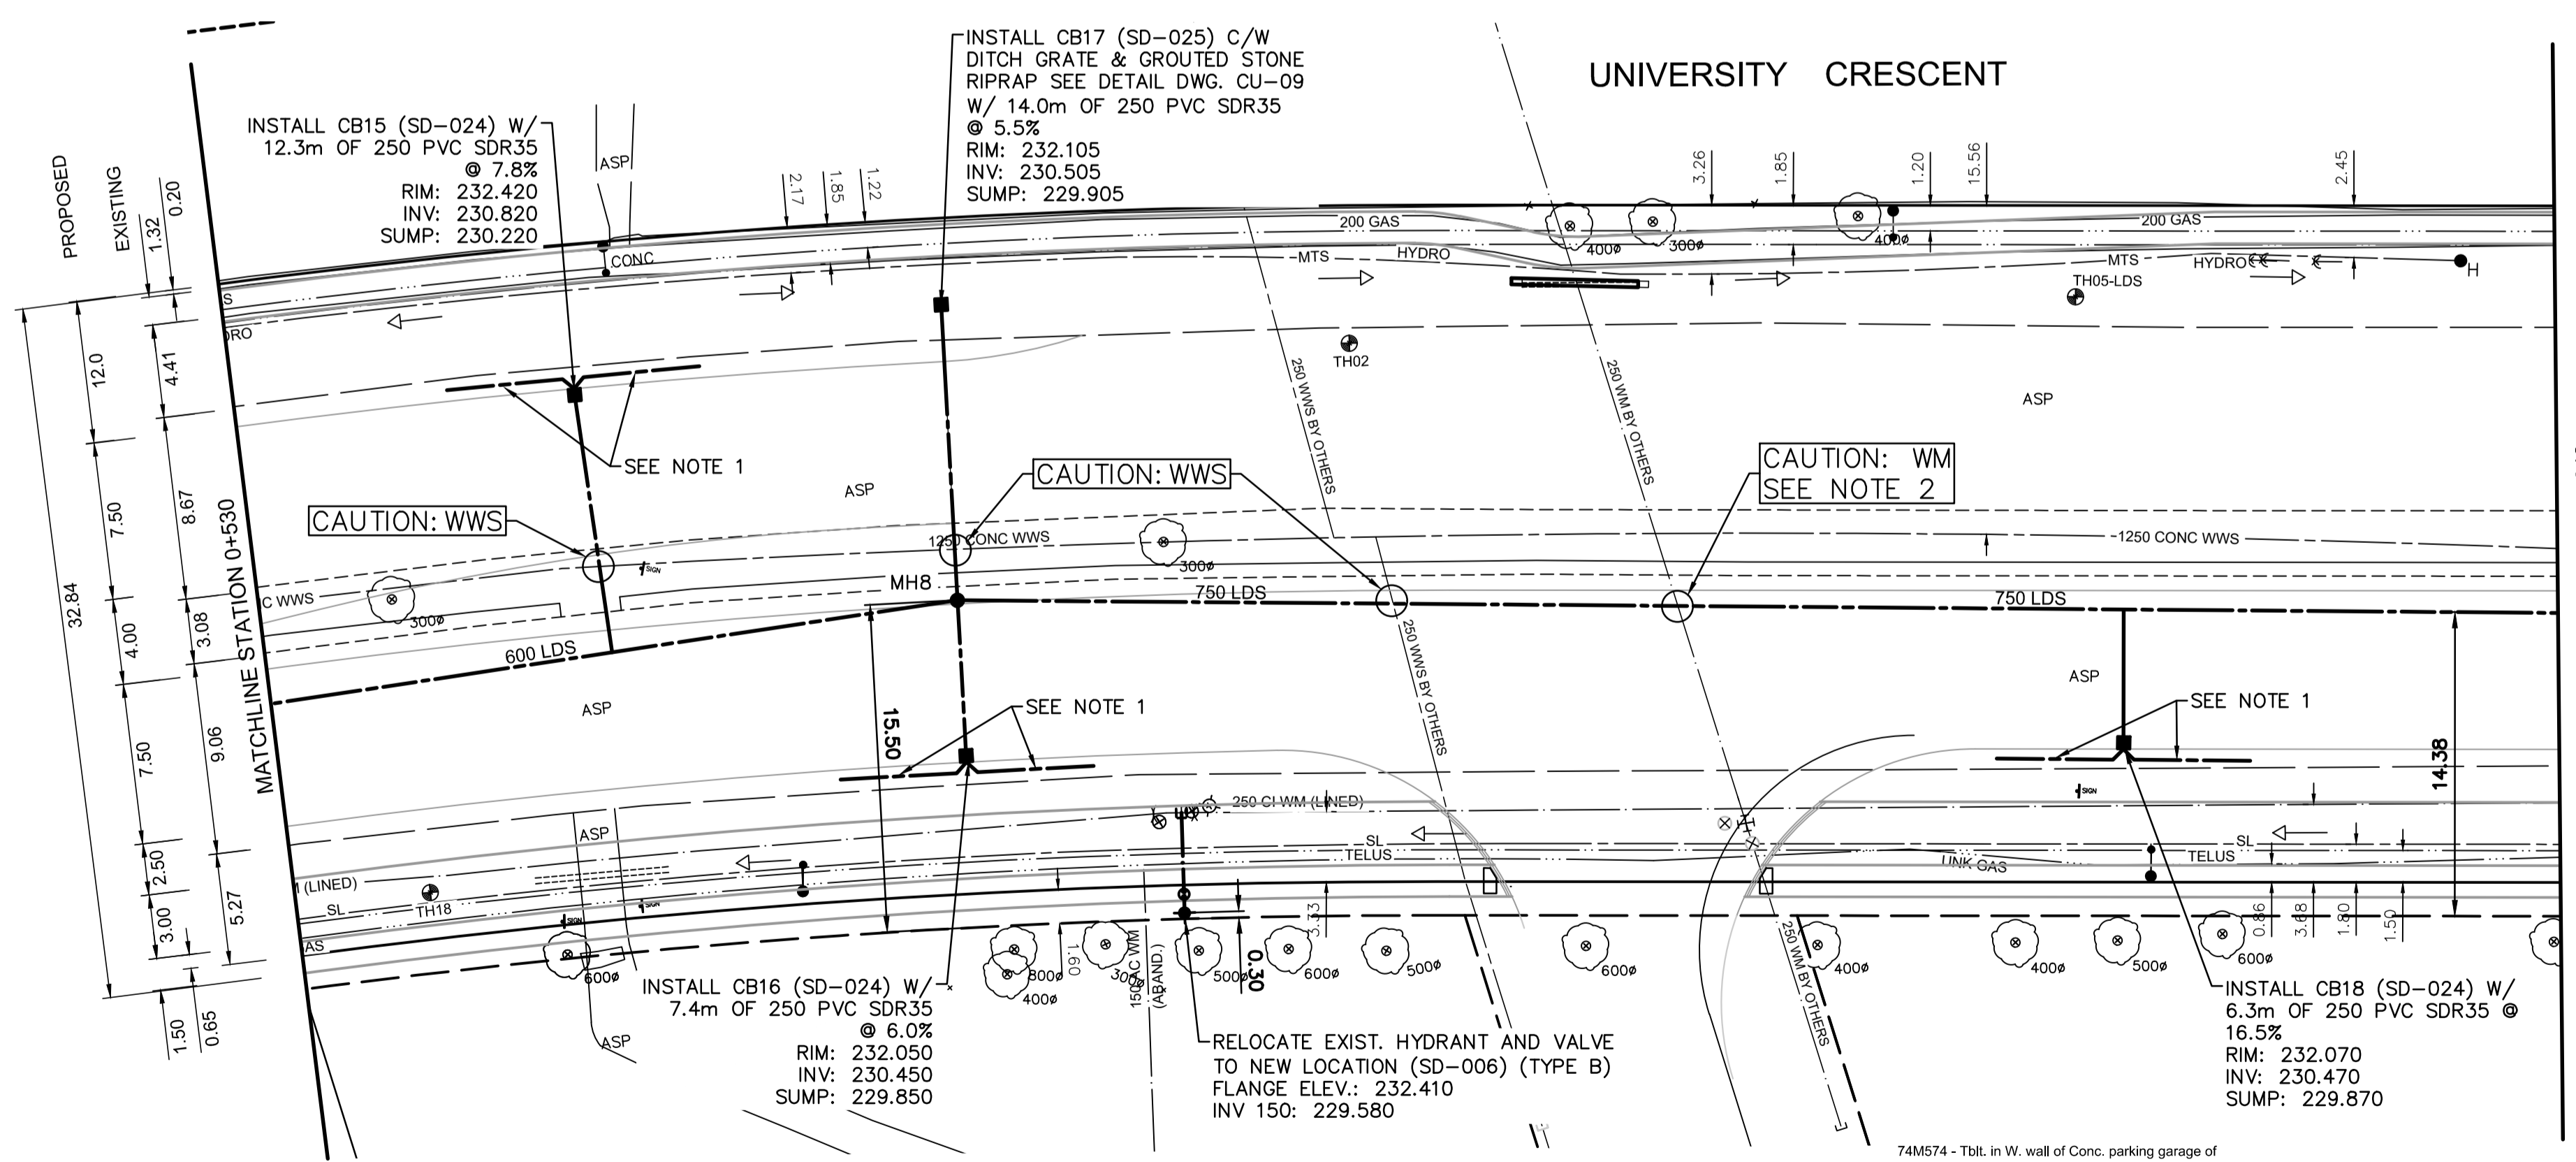 UNIVERSITY CRESCENT
INSTALL CB17 (SD-025) C/W
DITCH GRATE & GROUTED STONE
RIPRAP SEE DETAIL DWG. CU-09
W/ 14.0m OF 250 PVC SDR35
@ 5.5%
RIM: 232.105
INV: 230.505
SUMP: 229.905
INSTALL CB15 (SD-024) W/
12.3m OF 250 PVC SDR35
@ 7.8%
RIM: 232.420
INV: 230.820
SUMP: 230.220
PROPOSED
EXISTING
1.32
0.20
ASP
2.17
1.85
1.22
3.26
1.85
1.20
15.56
2.45
200 GAS
200 GAS
400ø
300ø
400ø
CONC
MTS
HYDRO
MTS
HYDRO
H
TH05-LDS
TH02
S
DRO
32.84
12.0
4.41
7.50
8.67
4.00
3.08
7.50
9.06
2.50
3.00
5.27
1.50
0.65
MATCHLINE STATION 0+530
SEE NOTE 1
ASP
ASP
250 WWS BY OTHERS
250 WM BY OTHERS
CAUTION: WWS
CAUTION: WWS
CAUTION: WM
SEE NOTE 2
1250 CONC WWS
1250 CONC WWS
SIGN
300ø
300ø
C WWS
MH8
750 LDS
750 LDS
600 LDS
250 WWS BY OTHERS
ASP
ASP
15.50
14.38
SEE NOTE 1
SEE NOTE 1
250 CI WM (LINED)
SIGN
ASP
SL
TELUS
SL
TELUS
LINK GAS
(LINED)
SL
TH18
AS
SIGN
SIGN
600ø
800ø
400ø
1.60
300ø
150 AC WM
(ABAND.)
500ø
0.30
600ø
3.33
500ø
600ø
400ø
250 WM BY OTHERS
400ø
500ø
600ø
0.86
3.68
1.80
1.50
ASP
INSTALL CB16 (SD-024) W/
7.4m OF 250 PVC SDR35
@ 6.0%
RIM: 232.050
INV: 230.450
SUMP: 229.850
RELOCATE EXIST. HYDRANT AND VALVE
TO NEW LOCATION (SD-006) (TYPE B)
FLANGE ELEV.: 232.410
INV 150: 229.580
INSTALL CB18 (SD-024) W/
6.3m OF 250 PVC SDR35 @
16.5%
RIM: 232.070
INV: 230.470
SUMP: 229.870
74M574 - Tblt. in W. wall of Conc. parking garage of